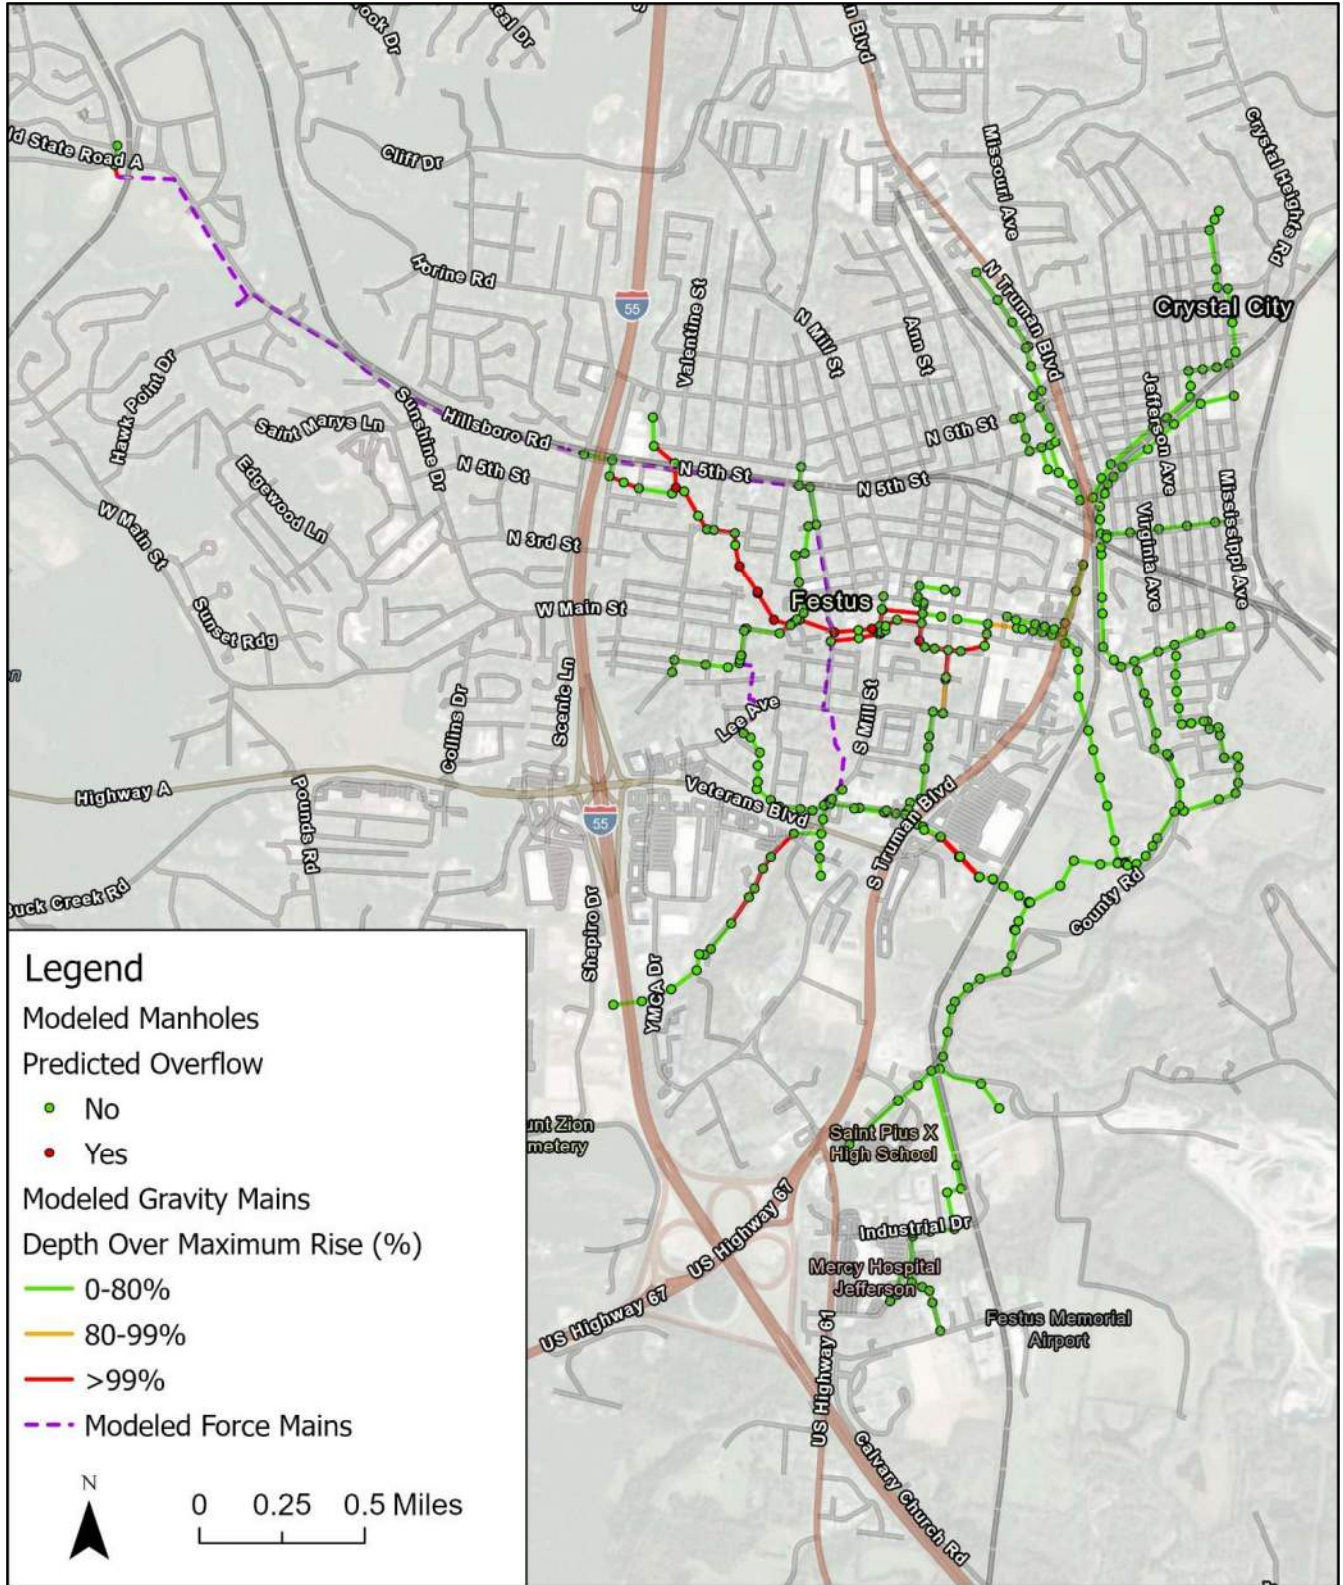 Cliff Dr
ld State Road A
Missouri Ave
Crystal Heights Rd
Horine Rd
55
Valentine St
N Mill St
Ann St
N Truman Blvd
Crystal City
Hawk Point Dr
Saint Marys Ln
Sunshine Dr
Hillsboro Rd
N 6th St
Jefferson Ave
N 5th St
N 5th St
N 5th St
Edgewood Ln
W Main St
N 3rd St
Virginia Ave
Mississippi Ave
Sunset Rdg
W Main St
Festus
Collins Dr
Scenic Ln
Lee Ave
S Mill St
Highway A
Pounds Rd
Veterans Blvd
55
S Truman Blvd
Buck Creek Rd
Shapiro Dr
YMCA Dr
County Rd
unt Zion
metery
Saint Pius X
High School
US Highway 67
US Highway 67
Industrial Dr
Mercy Hospital
Jefferson
Festus Memorial
Airport
US Highway 61
Calvary Church Rd
Legend
Modeled Manholes
Predicted Overflow
No
Yes
Modeled Gravity Mains
Depth Over Maximum Rise (%)
0-80%
80-99%
>99%
Modeled Force Mains
N
0 0.25 0.5 Miles